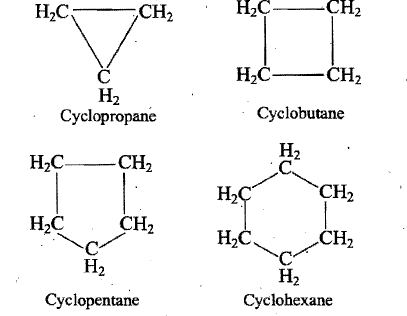 H₂C CH₂
C
H₂
Cyclopropane
H₂C CH₂
H₂C CH₂
Cyclobutane
H₂C CH₂
H₂C CH₂
C
H₂
Cyclopentane
H₂
C
H₂C CH₂
H₂C CH₂
C
H₂
Cyclohexane